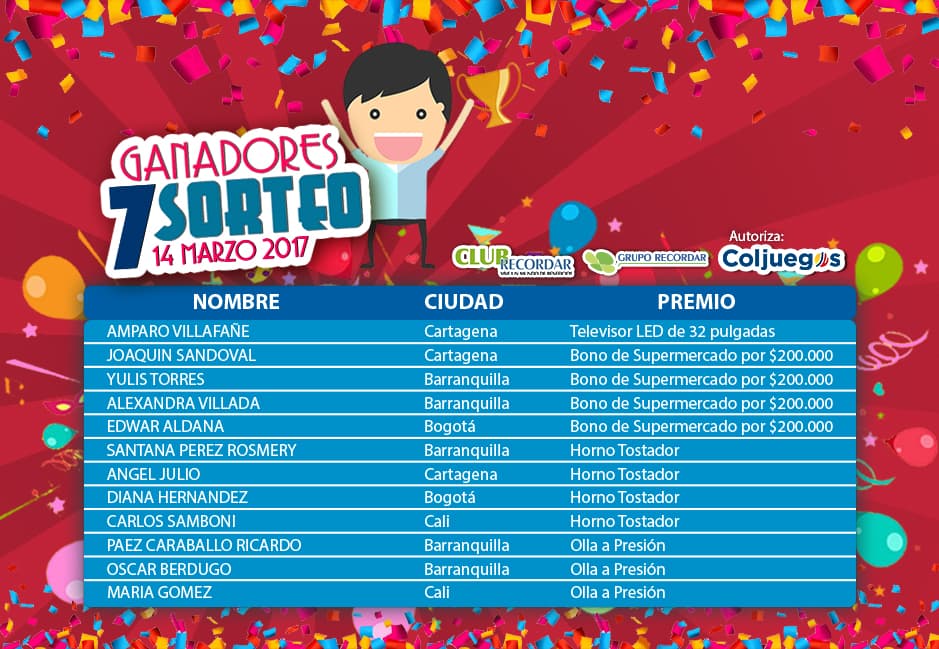 GANADORES
7 SORTEO
14 MARZO 2017
CLUB
RECORDAR
GRUPO RECORDAR
Autoriza:
Coljuegos
NOMBRE CIUDAD PREMIO
AMPARO VILLAFAÑE Cartagena Televisor LED de 32 pulgadas
JOAQUIN SANDOVAL Cartagena Bono de Supermercado por $200.000
YULIS TORRES Barranquilla Bono de Supermercado por $200.000
ALEXANDRA VILLADA Barranquilla Bono de Supermercado por $200.000
EDWAR ALDANA Bogotá Bono de Supermercado por $200.000
SANTANA PEREZ ROSMERY Barranquilla Horno Tostador
ANGEL JULIO Cartagena Horno Tostador
DIANA HERNANDEZ Bogotá Horno Tostador
CARLOS SAMBONI Cali Horno Tostador
PAEZ CARABALLO RICARDO Barranquilla Olla a Presión
OSCAR BERDUGO Barranquilla Olla a Presión
MARIA GOMEZ Cali Olla a Presión